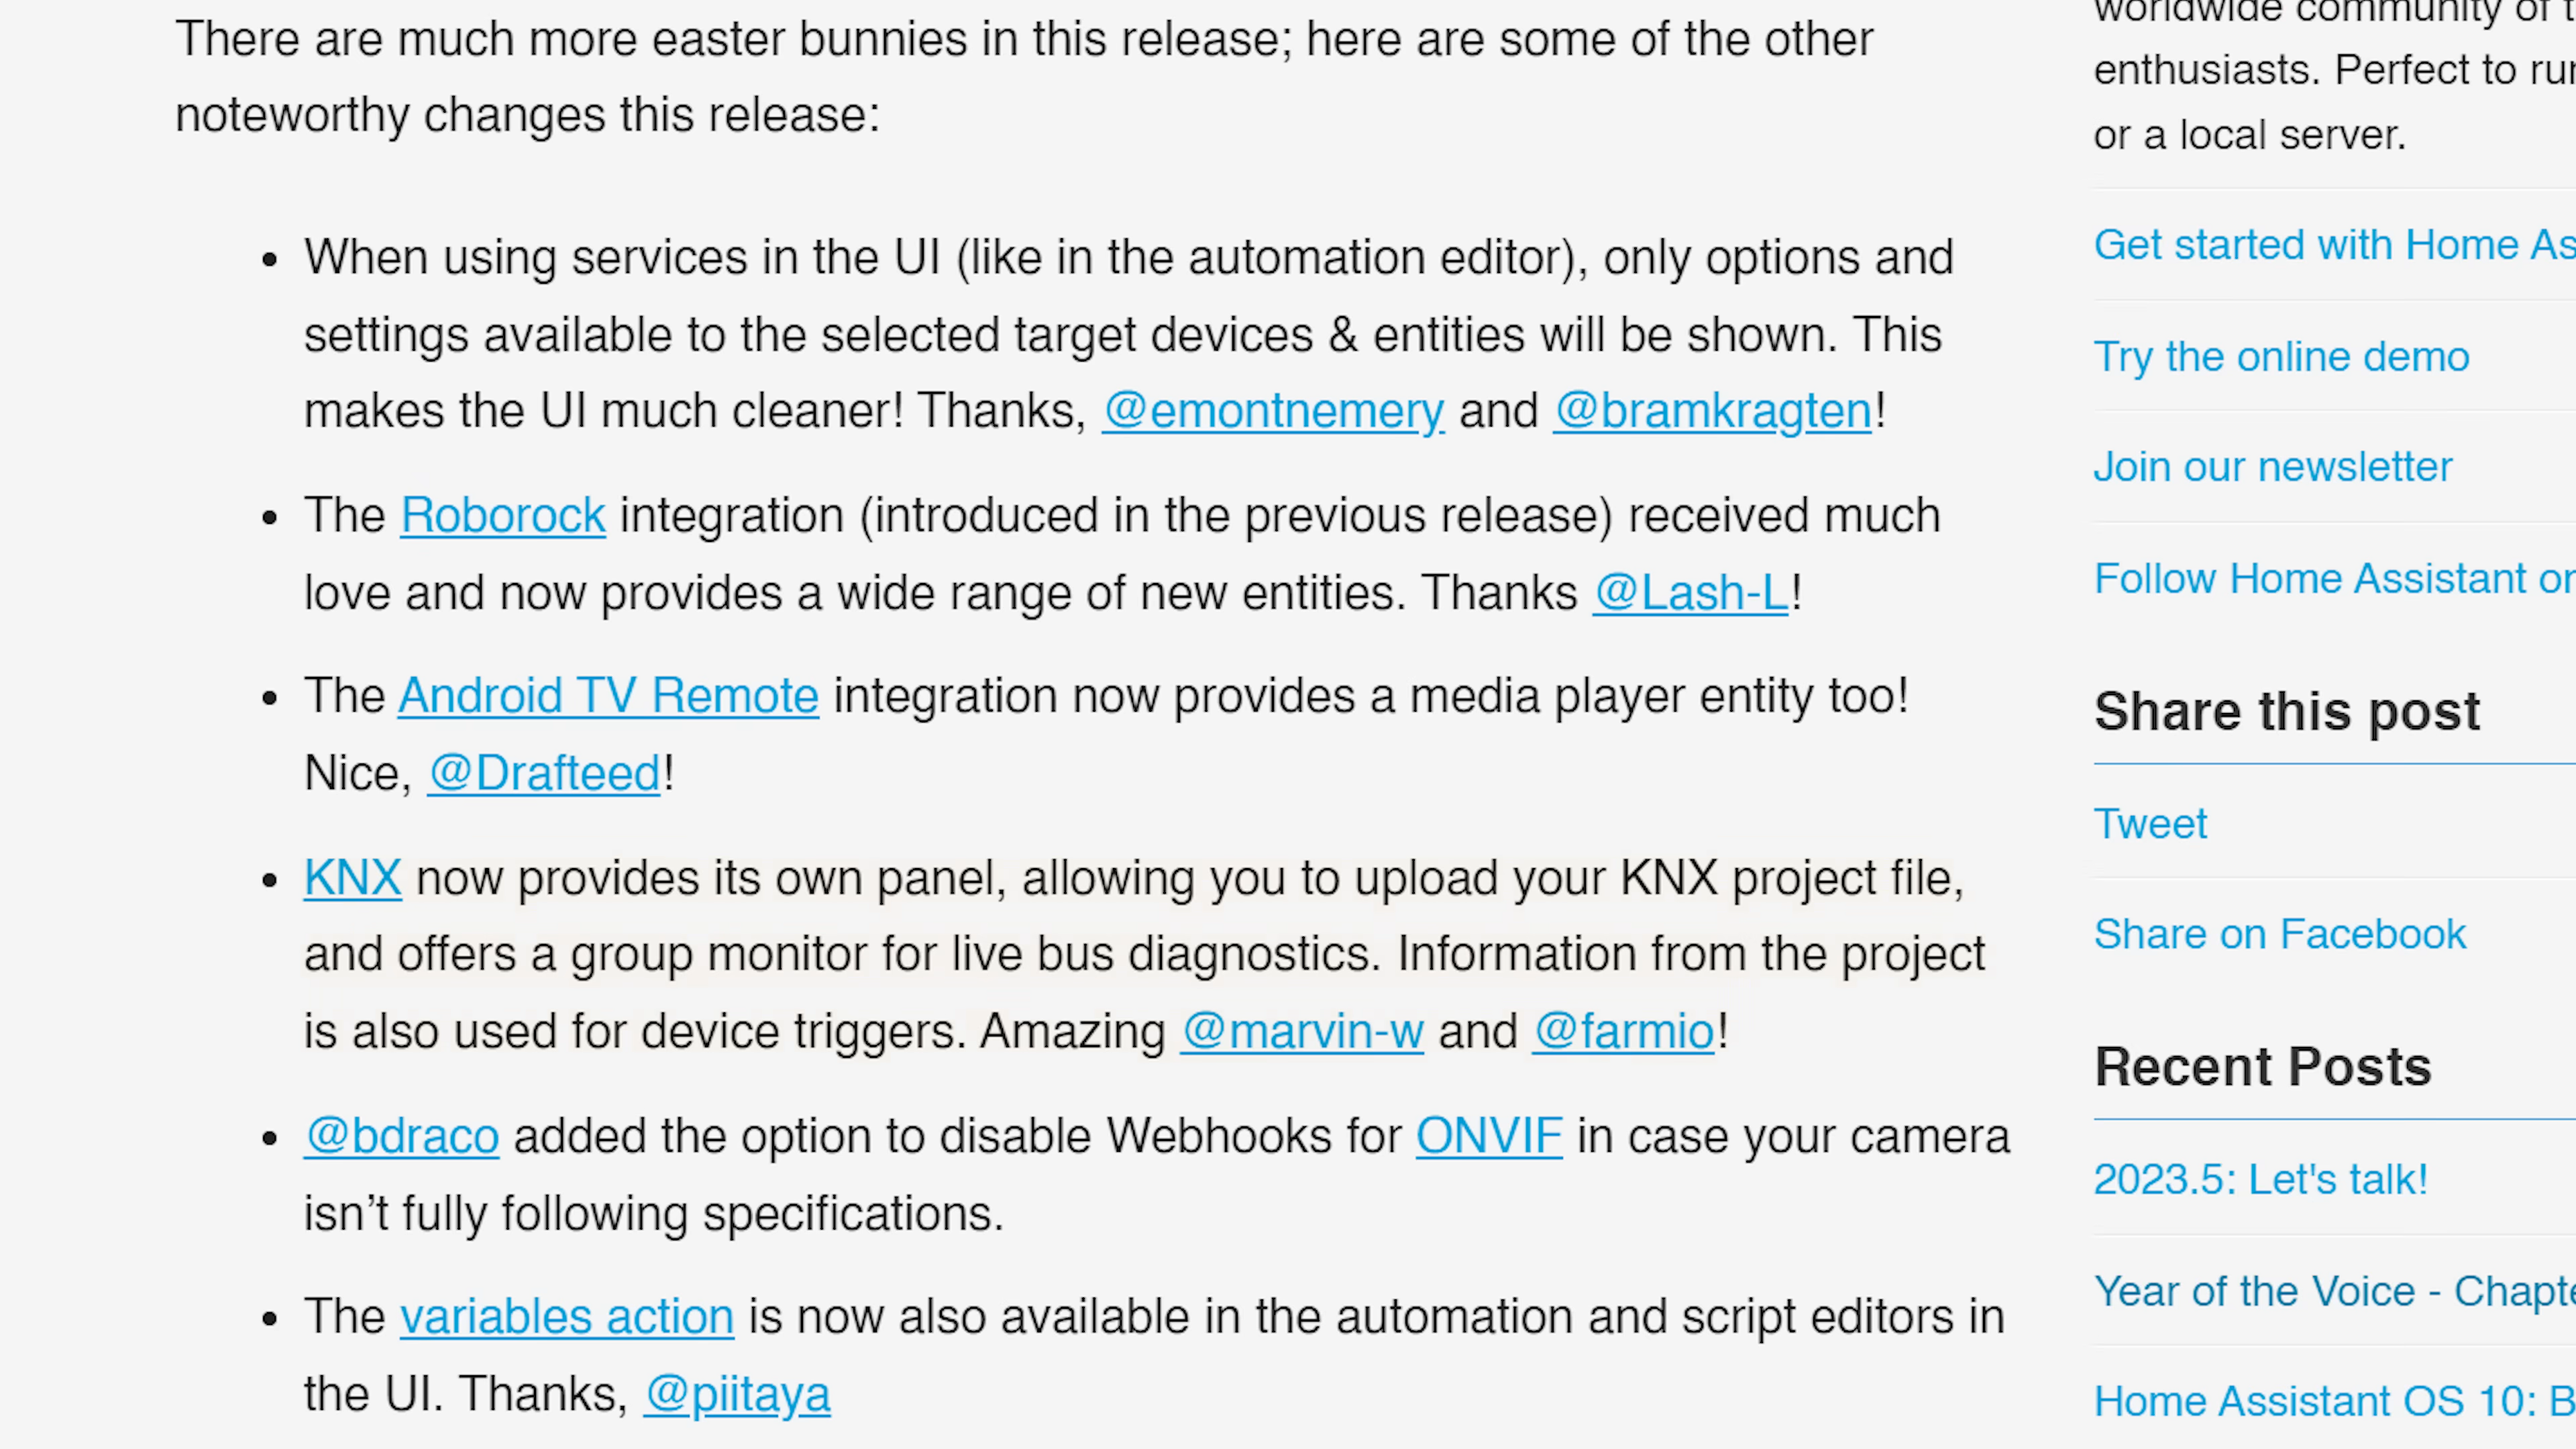 There are much more easter bunnies in this release; here are some of the other
noteworthy changes this release:
When using services in the UI (like in the automation editor), only options and
settings available to the selected target devices & entities will be shown. This
makes the UI much cleaner! Thanks, @emontnemery and @bramkragten!
The Roborock integration (introduced in the previous release) received much
love and now provides a wide range of new entities. Thanks @Lash-L!
The Android TV Remote integration now provides a media player entity too!
Nice, @Drafteed!
KNX now provides its own panel, allowing you to upload your KNX project file,
and offers a group monitor for live bus diagnostics. Information from the project
is also used for device triggers. Amazing @marvin-w and @farmio!
@bdraco added the option to disable Webhooks for ONVIF in case your camera
isn’t fully following specifications.
The variables action is now also available in the automation and script editors in
the UI. Thanks, @piitaya
worldwide community of
enthusiasts. Perfect to
or a local server.
Get started with Home
Try the online demo
Join our newsletter
Follow Home Assistant
Share this post
Tweet
Share on Facebook
Recent Posts
2023.5: Let's talk!
Year of the Voice -
Home Assistant OS 10: